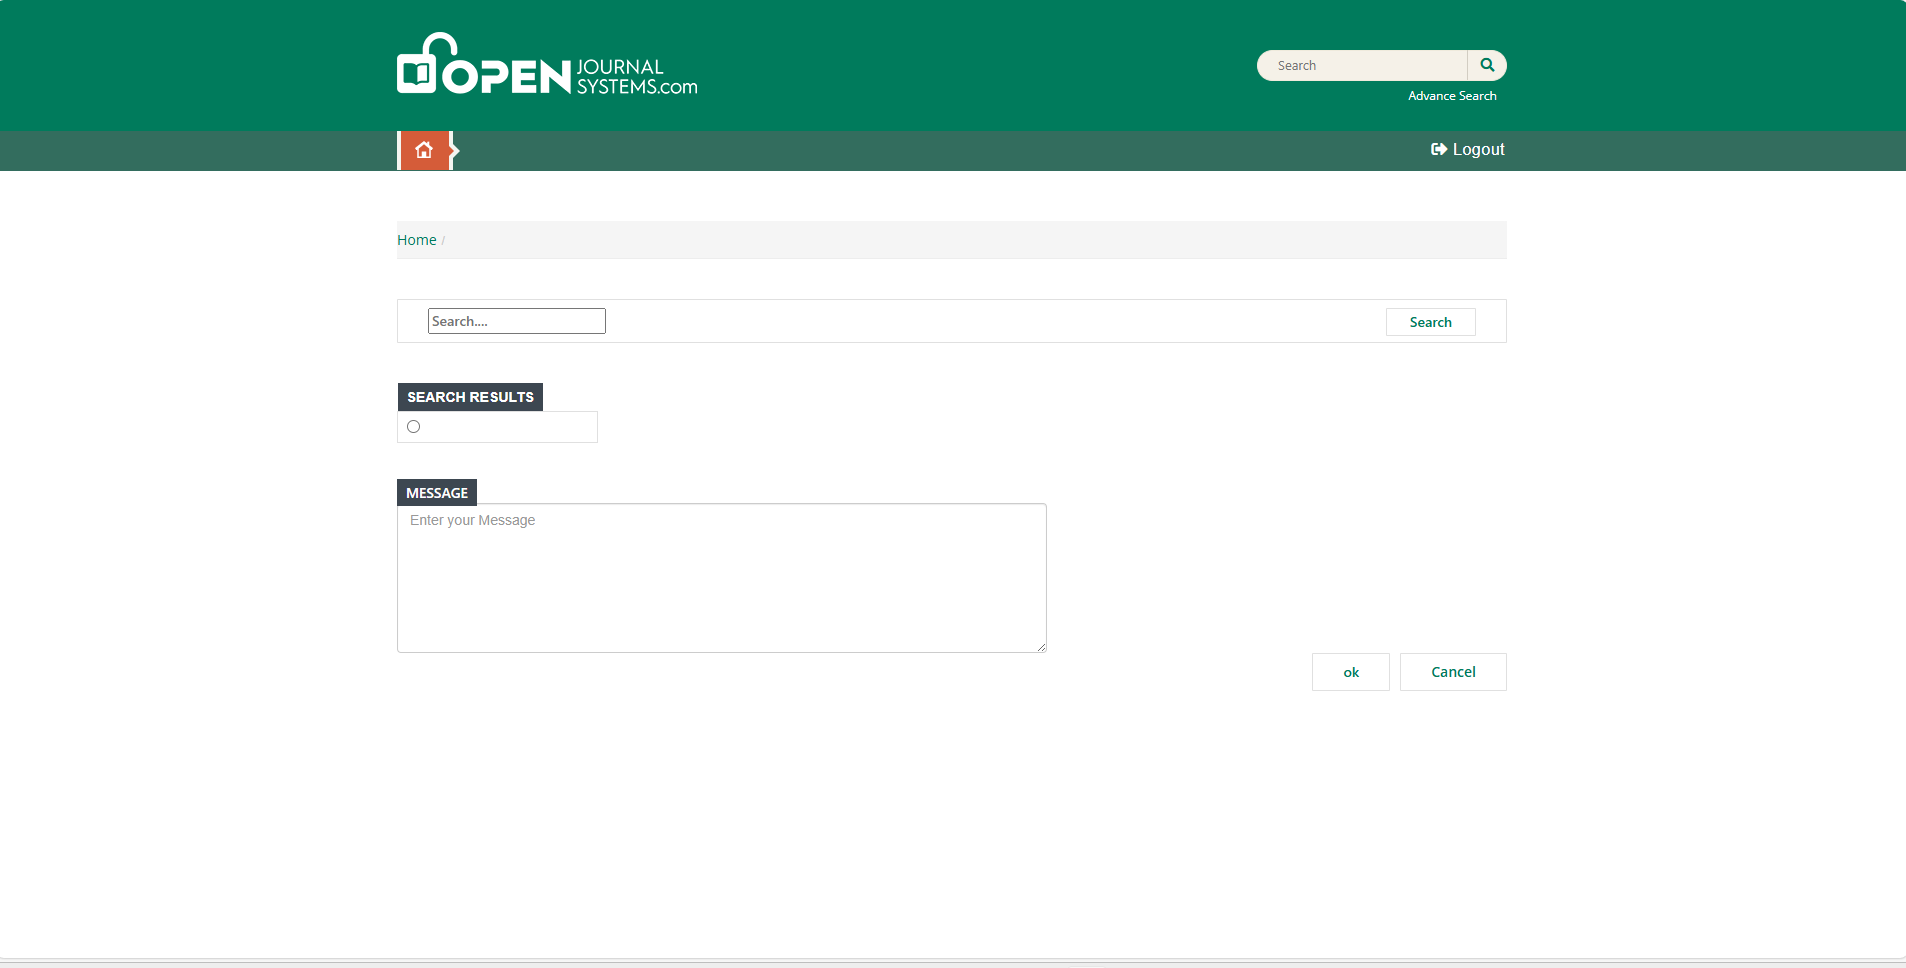 OPEN JOURNAL
SYSTEMS.com
Search
Advance Search
Logout
Home /
Search....
Search
SEARCH RESULTS
MESSAGE
Enter your Message
ok
Cancel